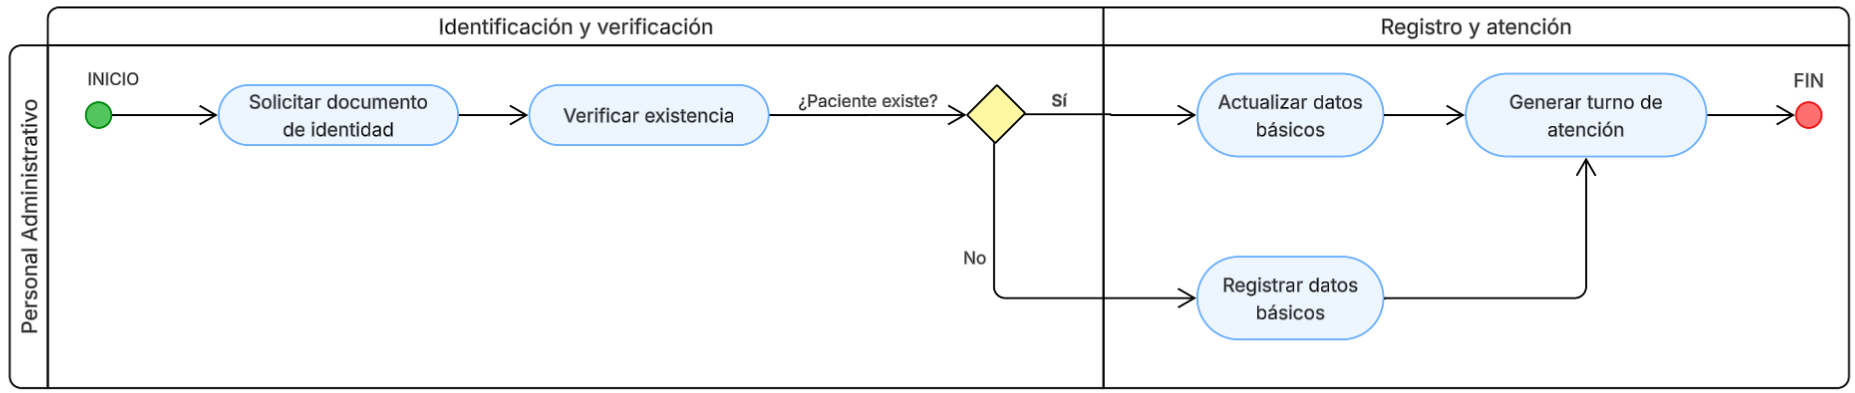 Identificación y verificación
Registro y atención
Personal Administrativo
INICIO
Solicitar documento
de identidad
Verificar existencia
¿Paciente existe?
Sí
Actualizar datos
básicos
Generar turno de
atención
FIN
No
Registrar datos
básicos